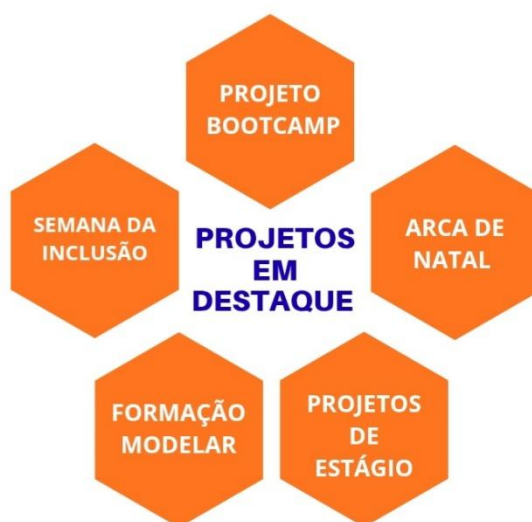 PROJETO
BOOTCAMP
SEMANA DA
INCLUSÃO
PROJETOS
EM
DESTAQUE
ARCA DE
NATAL
FORMAÇÃO
MODELAR
PROJETOS
DE
ESTÁGIO